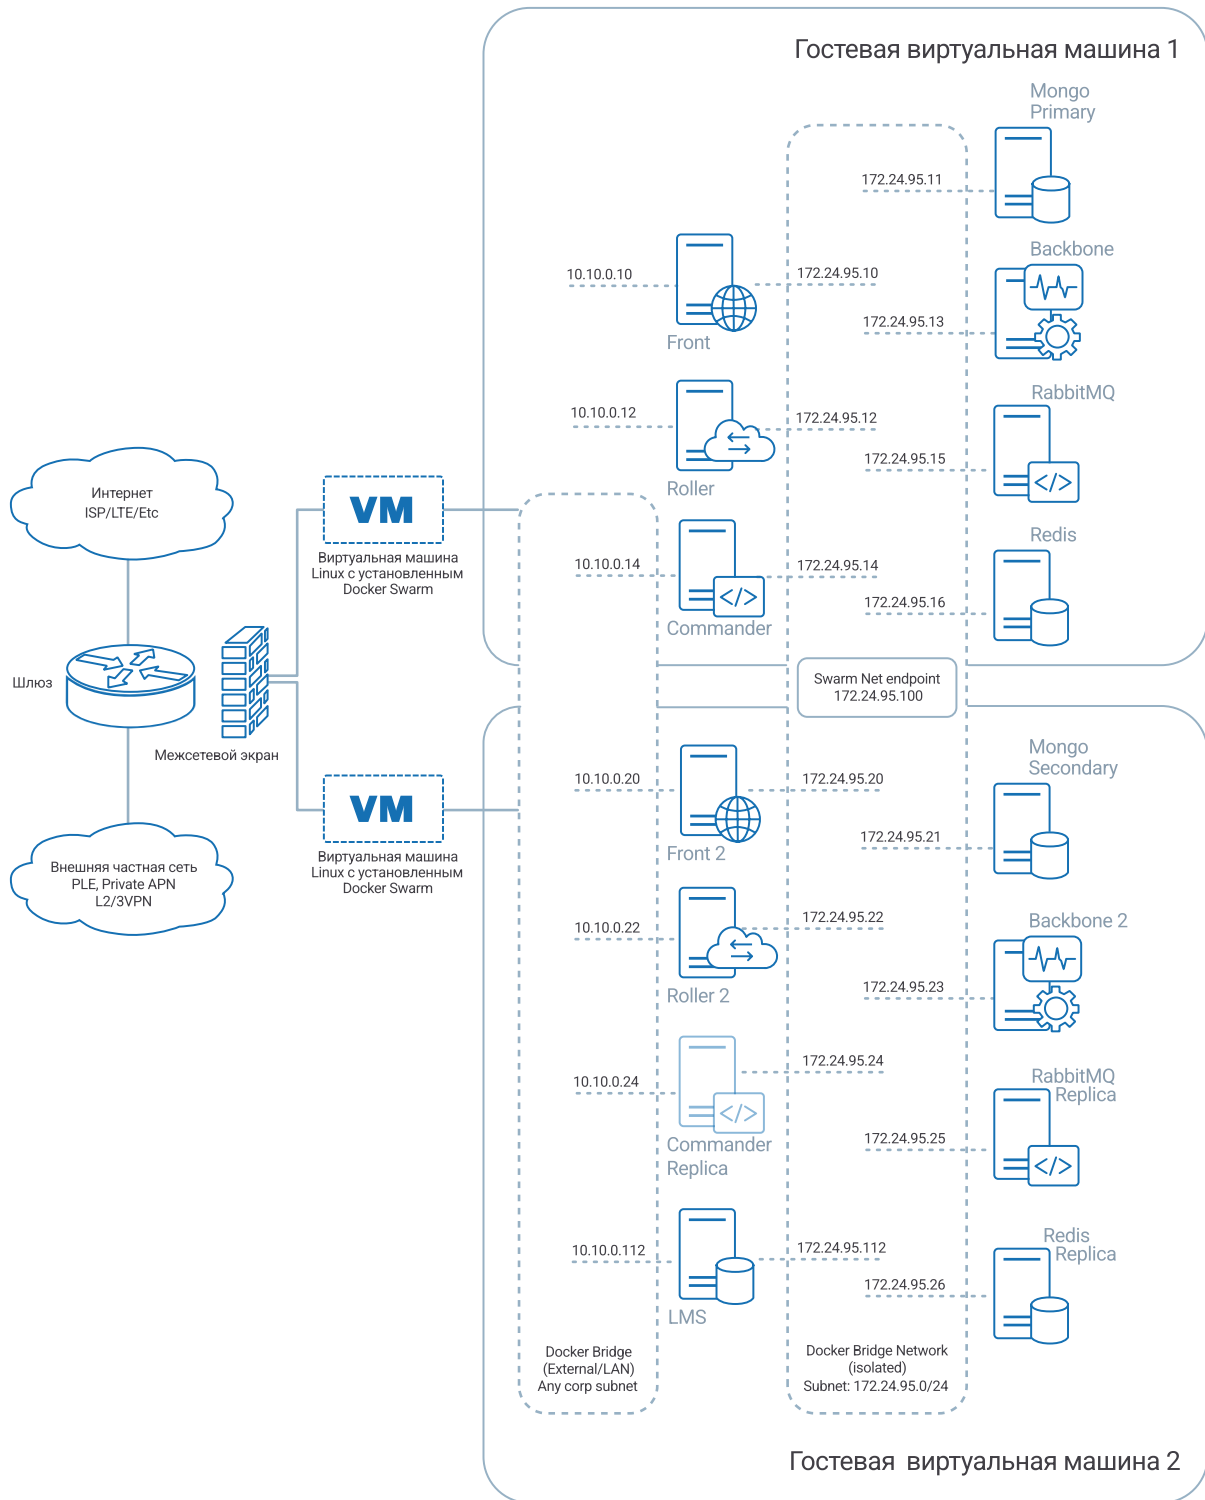 Гостевая виртуальная машина 1
Mongo
Primary
172.24.95.11
Backbone
10.10.0.10
172.24.95.10
172.24.95.13
Front
RabbitMQ
10.10.0.12
172.24.95.12
172.24.95.15
Roller
Redis
10.10.0.14
172.24.95.14
172.24.95.16
Commander
Интернет
ISP/LTE/Etc
VM
Виртуальная машина
Linux с установленным
Docker Swarm
Шлюз
Межсетевой экран
Swarm Net endpoint
172.24.95.100
VM
Виртуальная машина
Linux с установленным
Docker Swarm
Внешняя частная сеть
PLE, Private APN
L2/3VPN
Mongo
Secondary
10.10.0.20
172.24.95.20
172.24.95.21
Front 2
Backbone 2
10.10.0.22
172.24.95.22
172.24.95.23
Roller 2
RabbitMQ
Replica
10.10.0.24
172.24.95.24
172.24.95.25
Commander
Replica
Redis
Replica
10.10.0.112
172.24.95.112
172.24.95.26
LMS
Docker Bridge
(External/LAN)
Any corp subnet
Docker Bridge Network
(isolated)
Subnet: 172.24.95.0/24
Гостевая виртуальная машина 2